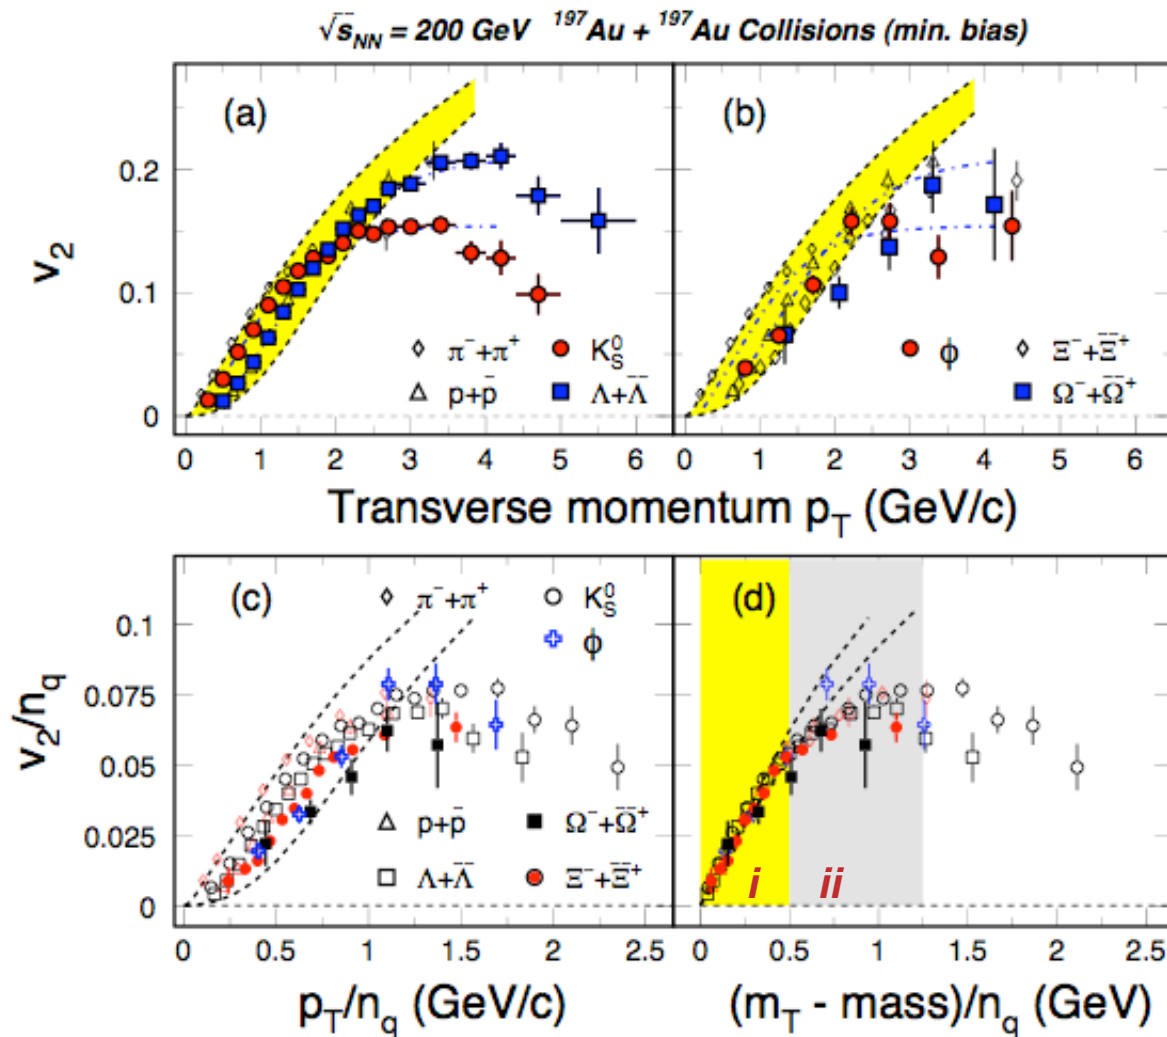 √s_NN = 200 GeV ¹⁹⁷Au + ¹⁹⁷Au Collisions (min. bias)
(a)
(b)
v₂
0.2
0.1
0
π⁻+π⁺
K⁰_S
p+p̄
Λ+Λ̄
ϕ
Ξ⁻+Ξ̄⁺
Ω⁻+Ω̄⁺
0 1 2 3 4 5 6
0 1 2 3 4 5 6
Transverse momentum p_T (GeV/c)
(c)
(d)
v₂/n_q
0.1
0.075
0.05
0.025
0
π⁻+π⁺
K⁰_S
ϕ
p+p̄
Ω⁻+Ω̄⁺
Λ+Λ̄
Ξ⁻+Ξ̄⁺
i
ii
0 0.5 1 1.5 2 2.5
0 0.5 1 1.5 2 2.5
p_T/n_q (GeV/c)
(m_T - mass)/n_q (GeV)